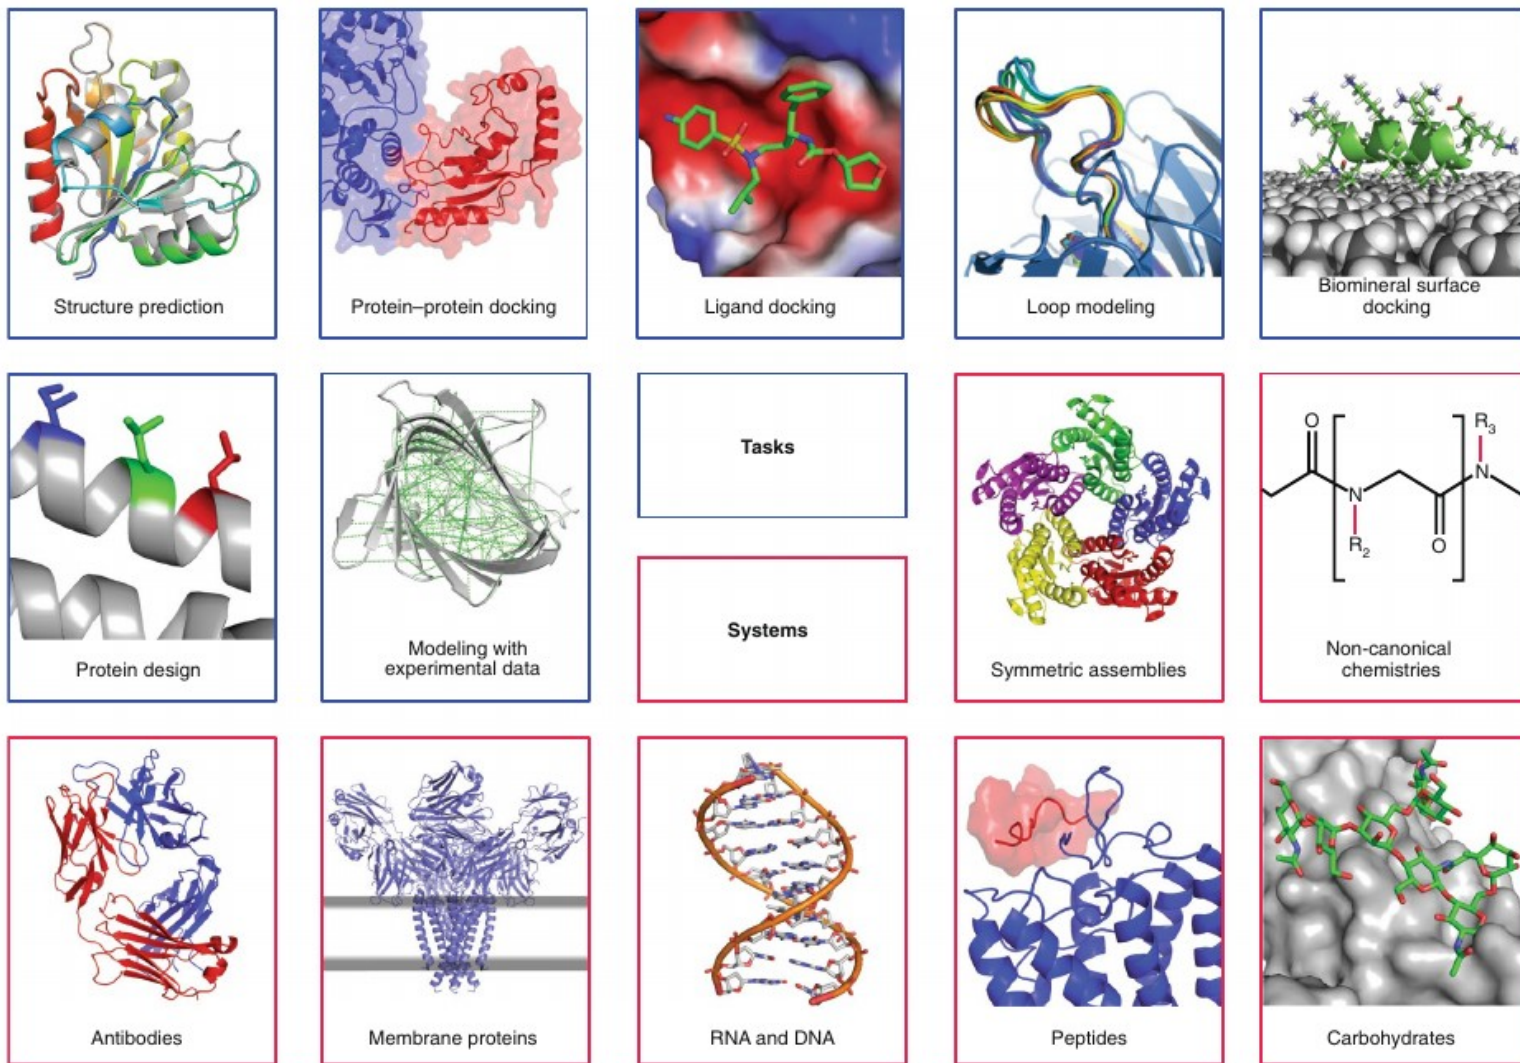 Structure prediction
Protein–protein docking
Ligand docking
Loop modeling
Biomineral surface
docking
Protein design
Modeling with
experimental data
Tasks
Systems
Symmetric assemblies
O
N
R2
O
N
R3
Non-canonical
chemistries
Antibodies
Membrane proteins
RNA and DNA
Peptides
Carbohydrates